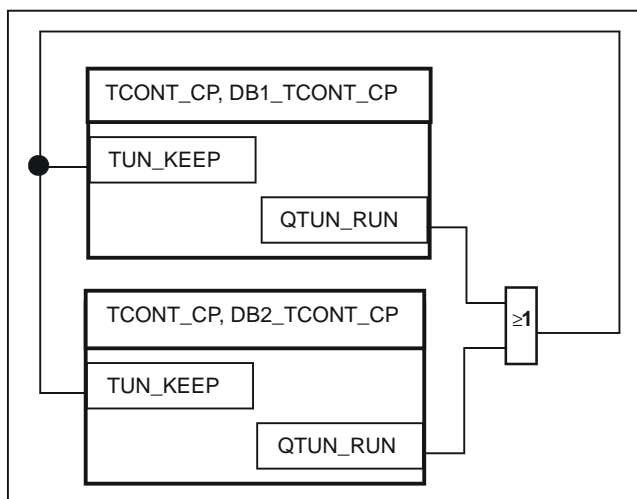 TCONT_CP, DB1_TCONT_CP
TUN_KEEP
QTUN_RUN
≥1
TCONT_CP, DB2_TCONT_CP
TUN_KEEP
QTUN_RUN